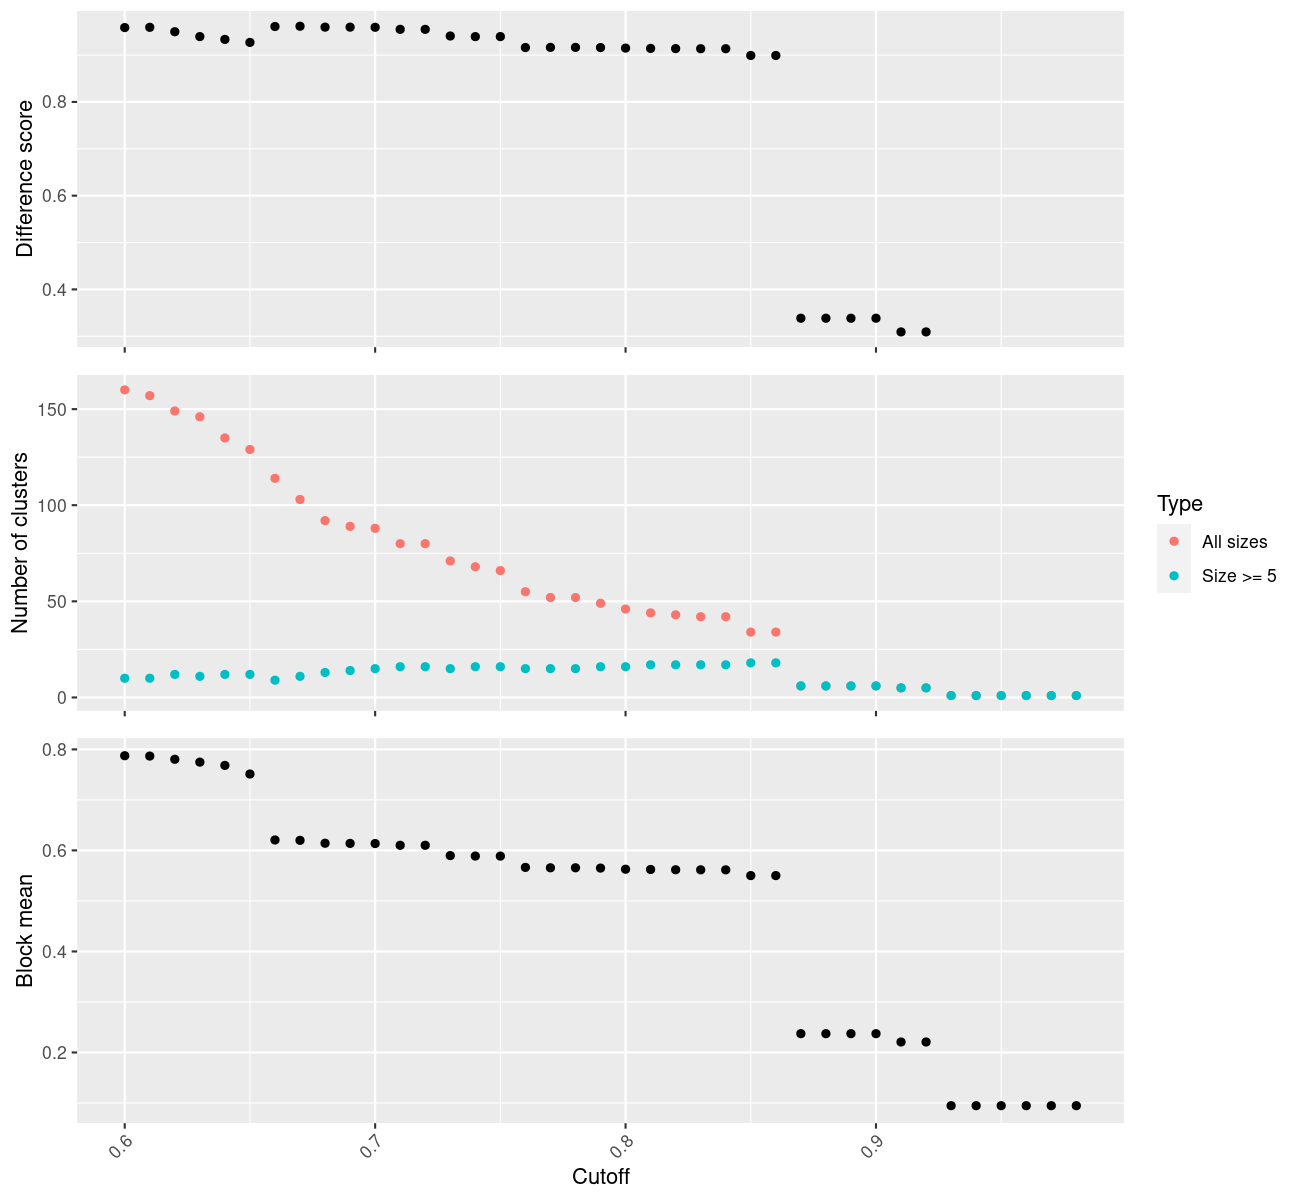 Difference score
0.8
0.6
0.4
Number of clusters
150
100
50
0
Type
All sizes
Size >= 5
Block mean
0.8
0.6
0.4
0.2
0.6
0.7
0.8
0.9
Cutoff